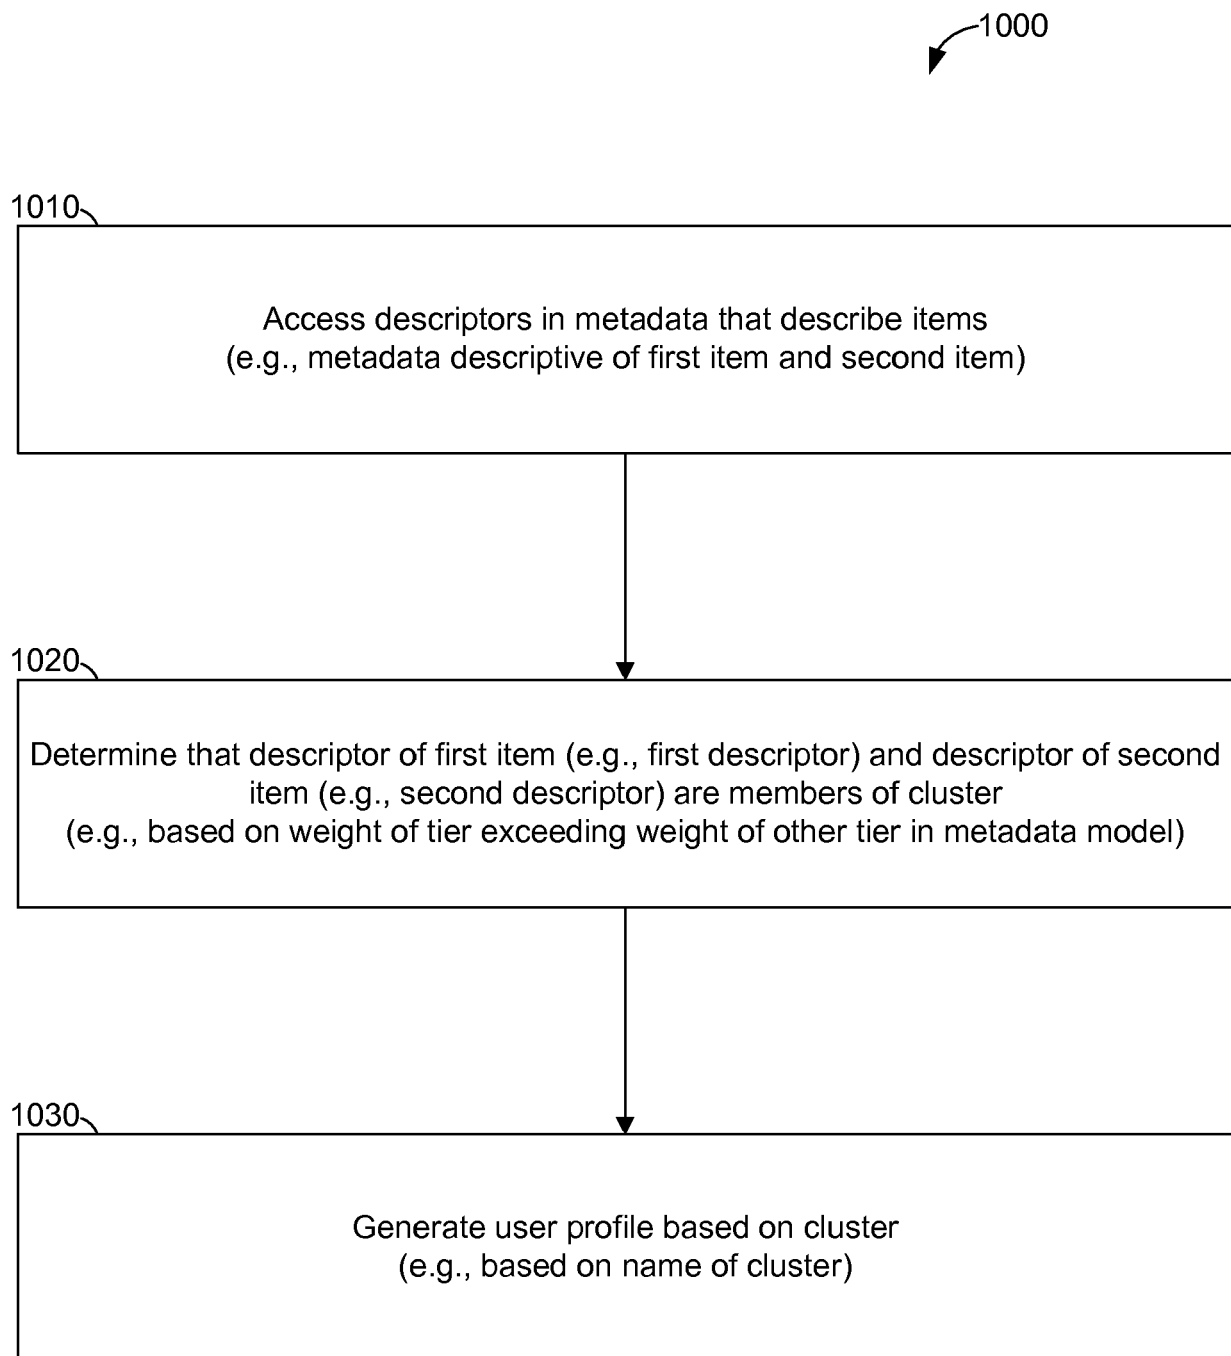 1000
1010
Access descriptors in metadata that describe items
(e.g., metadata descriptive of first item and second item)
1020
Determine that descriptor of first item (e.g., first descriptor) and descriptor of second
item (e.g., second descriptor) are members of cluster
(e.g., based on weight of tier exceeding weight of other tier in metadata model)
1030
Generate user profile based on cluster
(e.g., based on name of cluster)